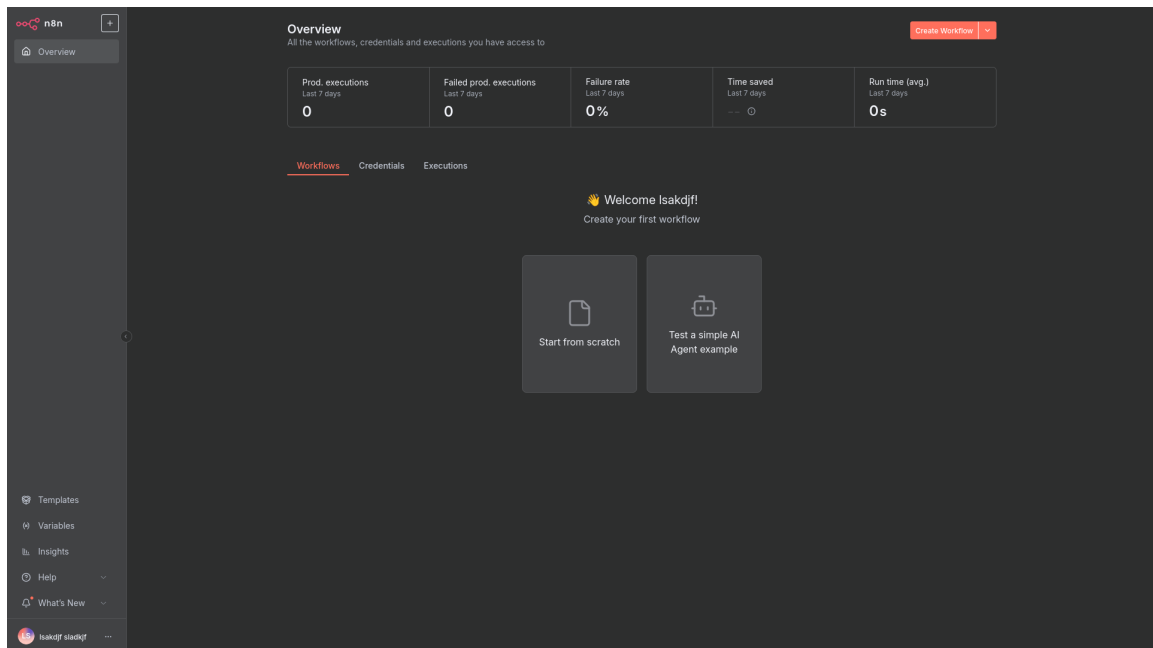 n8n
+
Overview
Overview
All the workflows, credentials and executions you have access to
Create Workflow
Prod. executions
Last 7 days
0
Failed prod. executions
Last 7 days
0
Failure rate
Last 7 days
0%
Time saved
Last 7 days
--
Run time (avg.)
Last 7 days
0s
Workflows
Credentials
Executions
👋 Welcome lsakdjf!
Create your first workflow
Start from scratch
Test a simple AI
Agent example
Templates
Variables
Insights
Help
What's New
LS
lsakdjf sladkjf
...